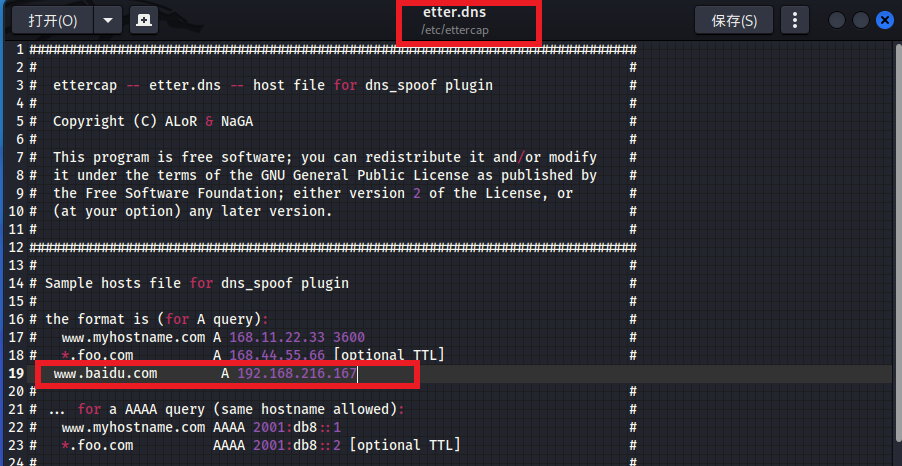 打开(O)
etter.dns
/etc/ettercap
保存(S)
1 ############################################################################
2 # #
3 # ettercap -- etter.dns -- host file for dns_spoof plugin #
4 # #
5 # Copyright (C) ALoR & NaGA #
6 # #
7 # This program is free software; you can redistribute it and/or modify #
8 # it under the terms of the GNU General Public License as published by #
9 # the Free Software Foundation; either version 2 of the License, or #
10 # (at your option) any later version. #
11 # #
12 ############################################################################
13 # #
14 # Sample hosts file for dns_spoof plugin #
15 # #
16 # the format is (for A query): #
17 # www.myhostname.com A 168.11.22.33 3600 #
18 # *.foo.com A 168.44.55.66 [optional TTL] #
19 www.baidu.com A 192.168.216.167
20 # #
21 # ... for a AAAA query (same hostname allowed): #
22 # www.myhostname.com AAAA 2001:db8::1 #
23 # *.foo.com AAAA 2001:db8::2 [optional TTL] #
24 # #